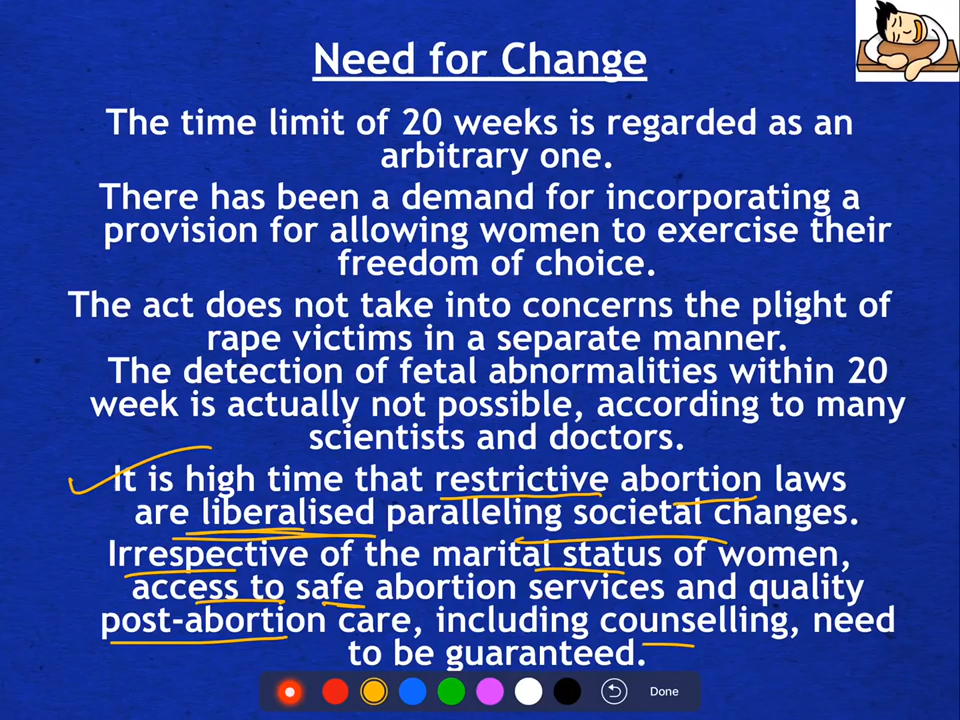 Need for Change
The time limit of 20 weeks is regarded as an
arbitrary one.
There has been a demand for incorporating a
provision for allowing women to exercise their
freedom of choice.
The act does not take into concerns the plight of
rape victims in a separate manner.
The detection of fetal abnormalities within 20
week is actually not possible, according to many
scientists and doctors.
It is high time that restrictive abortion laws
are liberalised paralleling societal changes.
Irrespective of the marital status of women,
access to safe abortion services and quality
post-abortion care, including counselling, need
to be guaranteed.
Done